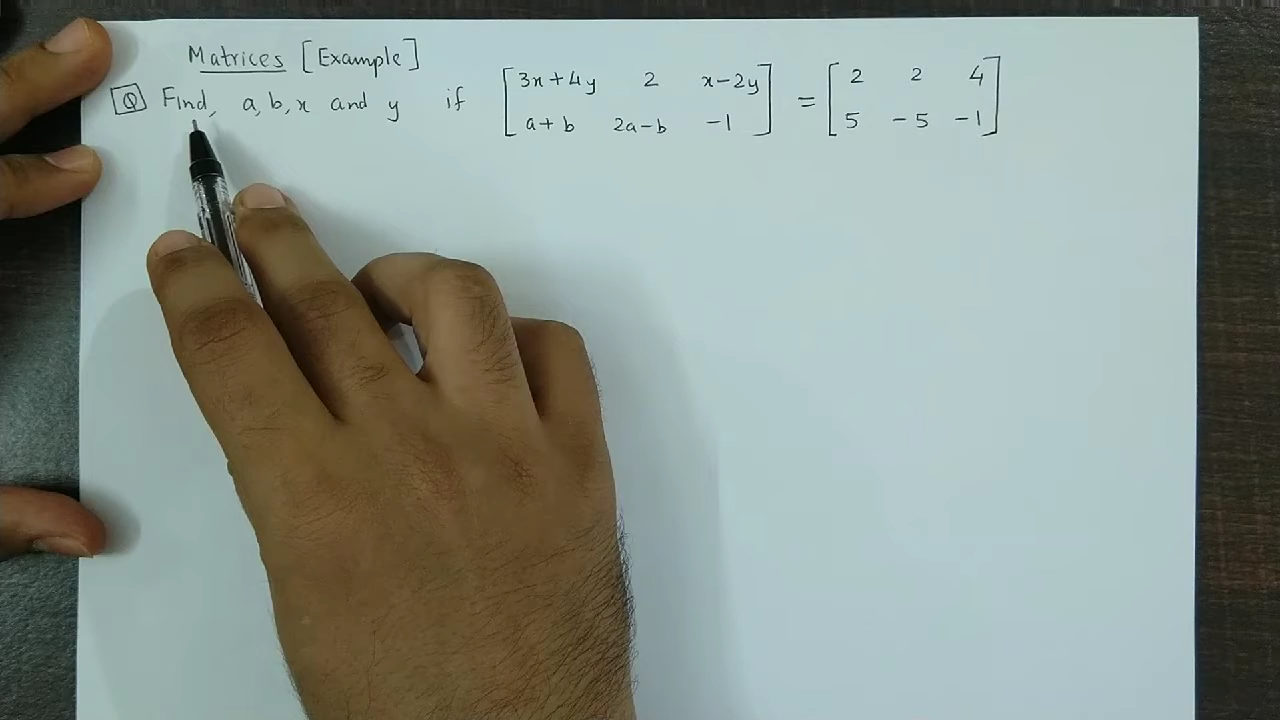 Matrices [Example]
Q Find, a, b, x and y if [3x+4y 2 x-2y] = [2 2 4]
[a+b 2a-b -1] [5 -5 -1]